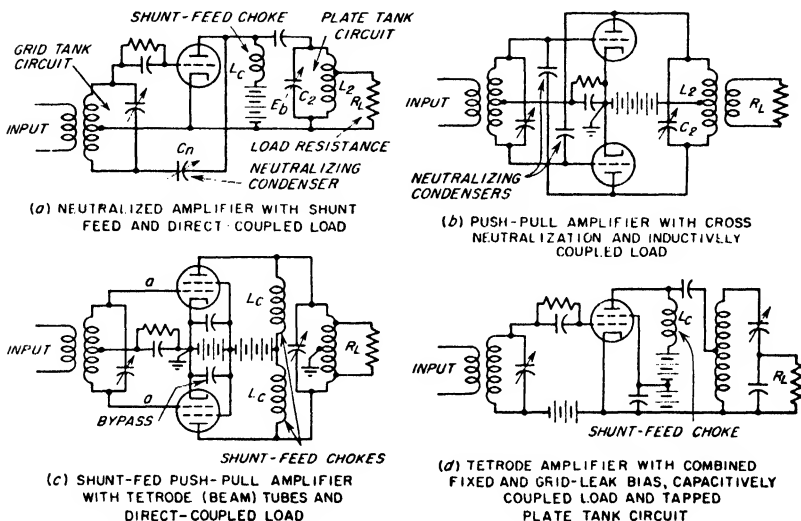 SHUNT-FEED CHOKE
PLATE TANK
CIRCUIT
GRID TANK
CIRCUIT
Lc
Eb
C2
L2
RL
INPUT
LOAD RESISTANCE
Cn
NEUTRALIZING
CONDENSER
(a) NEUTRALIZED AMPLIFIER WITH SHUNT
FEED AND DIRECT-COUPLED LOAD
INPUT
L2
RL
C2
NEUTRALIZING
CONDENSERS
(b) PUSH-PULL AMPLIFIER WITH CROSS
NEUTRALIZATION AND INDUCTIVELY
COUPLED LOAD
a
Lc
INPUT
RL
a
Lc
BYPASS
SHUNT-FEED CHOKES
(c) SHUNT-FED PUSH-PULL AMPLIFIER
WITH TETRODE (BEAM) TUBES AND
DIRECT-COUPLED LOAD
Lc
INPUT
RL
SHUNT-FEED
CHOKE
(d) TETRODE AMPLIFIER WITH COMBINED
FIXED AND GRID-LEAK BIAS, CAPACITIVELY
COUPLED LOAD AND TAPPED
PLATE TANK CIRCUIT